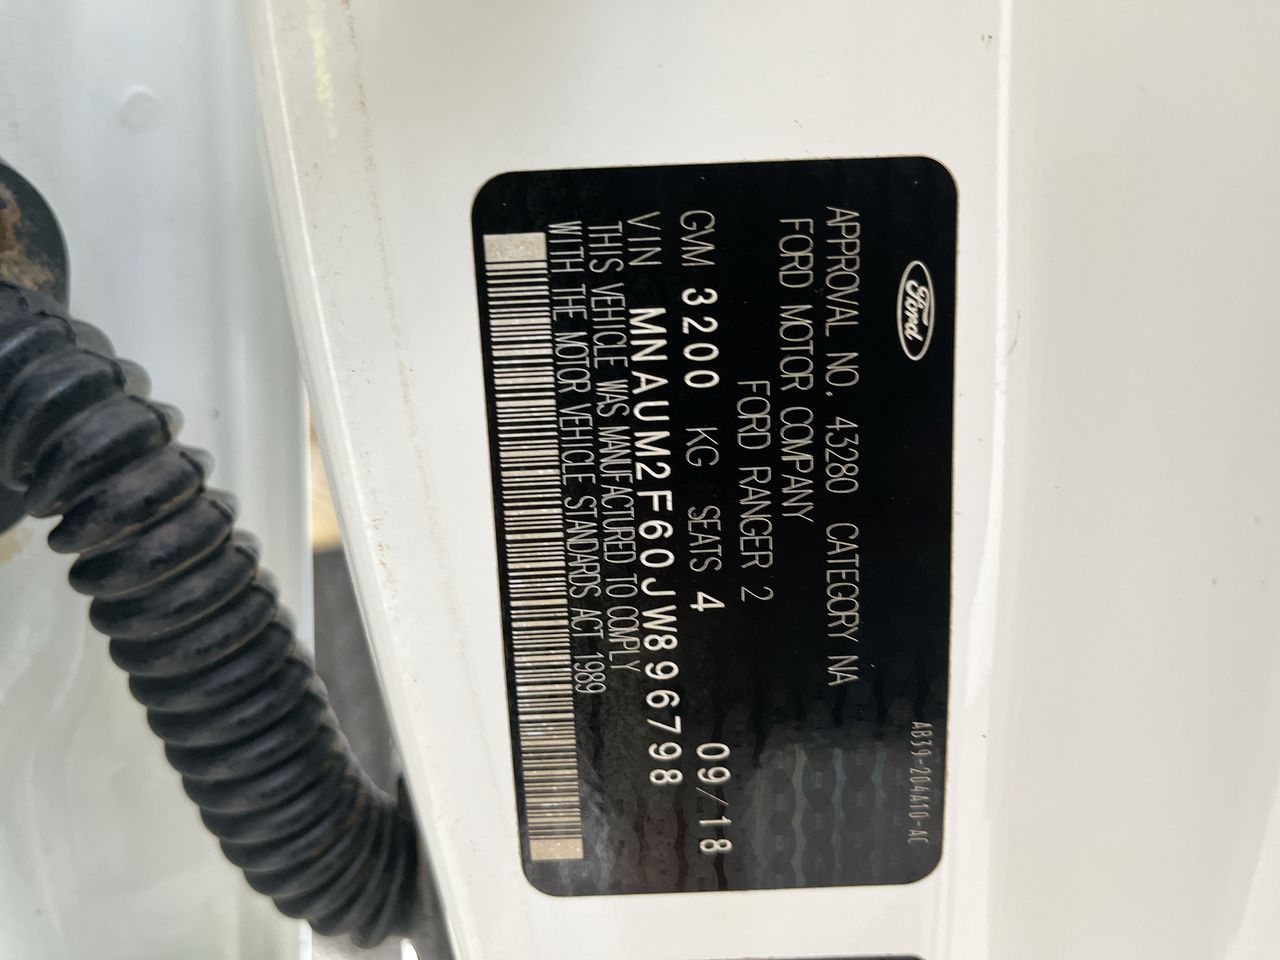 Ford
AB39-204A10-AC
APPROVAL NO. 43280 CATEGORY NA
FORD MOTOR COMPANY
FORD RANGER 2
GVM 3200 KG SEATS 4 09/18
VIN MNAUM2F60JW896798
THIS VEHICLE WAS MANUFACTURED TO COMPLY
WITH THE MOTOR VEHICLE STANDARDS ACT 1989